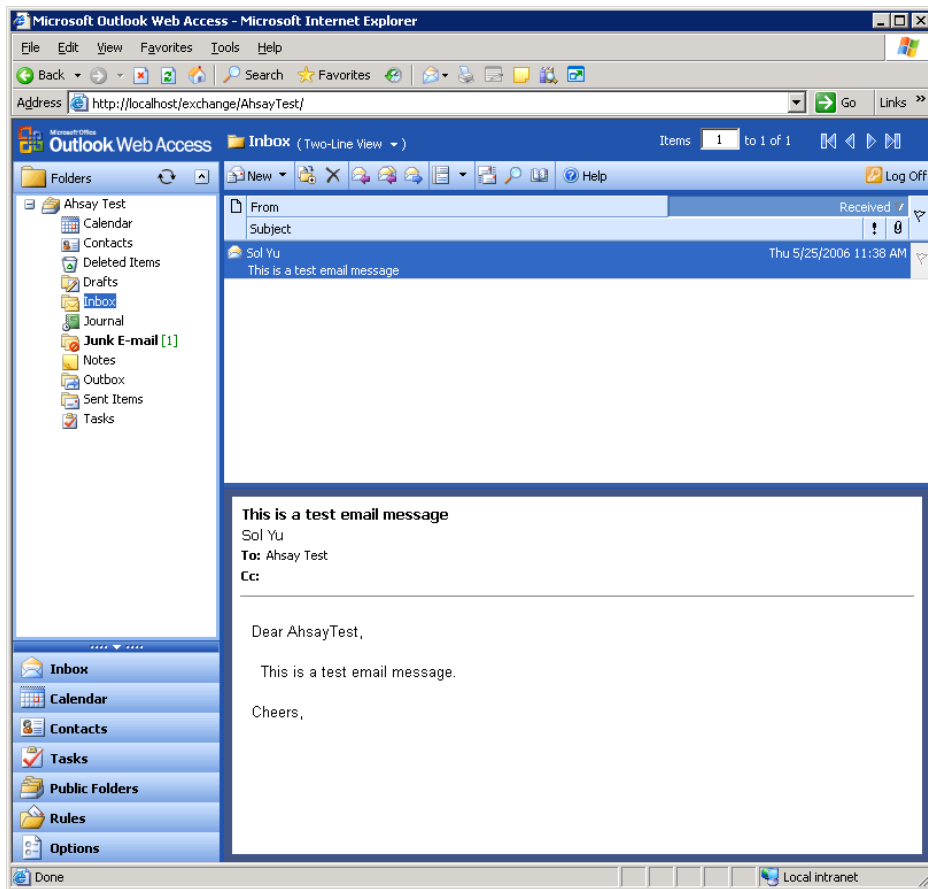 Microsoft Outlook Web Access - Microsoft Internet Explorer
File Edit View Favorites Tools Help
Back Search Favorites
Address http://localhost/exchange/AhsayTest/ Go Links »
Microsoft Office
Outlook Web Access
Inbox (Two-Line View ) Items 1 to 1 of 1
Folders
New Help Log Off
From Received
Subject
Sol Yu Thu 5/25/2006 11:38 AM
This is a test email message
Ahsay Test
Calendar
Contacts
Deleted Items
Drafts
Inbox
Journal
Junk E-mail [1]
Notes
Outbox
Sent Items
Tasks
This is a test email message
Sol Yu
To: Ahsay Test
Cc:
Dear AhsayTest,
This is a test email message.
Cheers,
Inbox
Calendar
Contacts
Tasks
Public Folders
Rules
Options
Done Local intranet